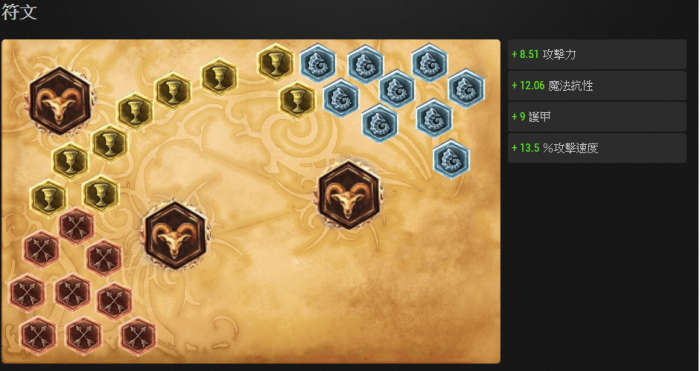 符文
+ 8.51 攻擊力
+ 12.06 魔法抗性
+ 9 護甲
+ 13.5 %攻擊速度